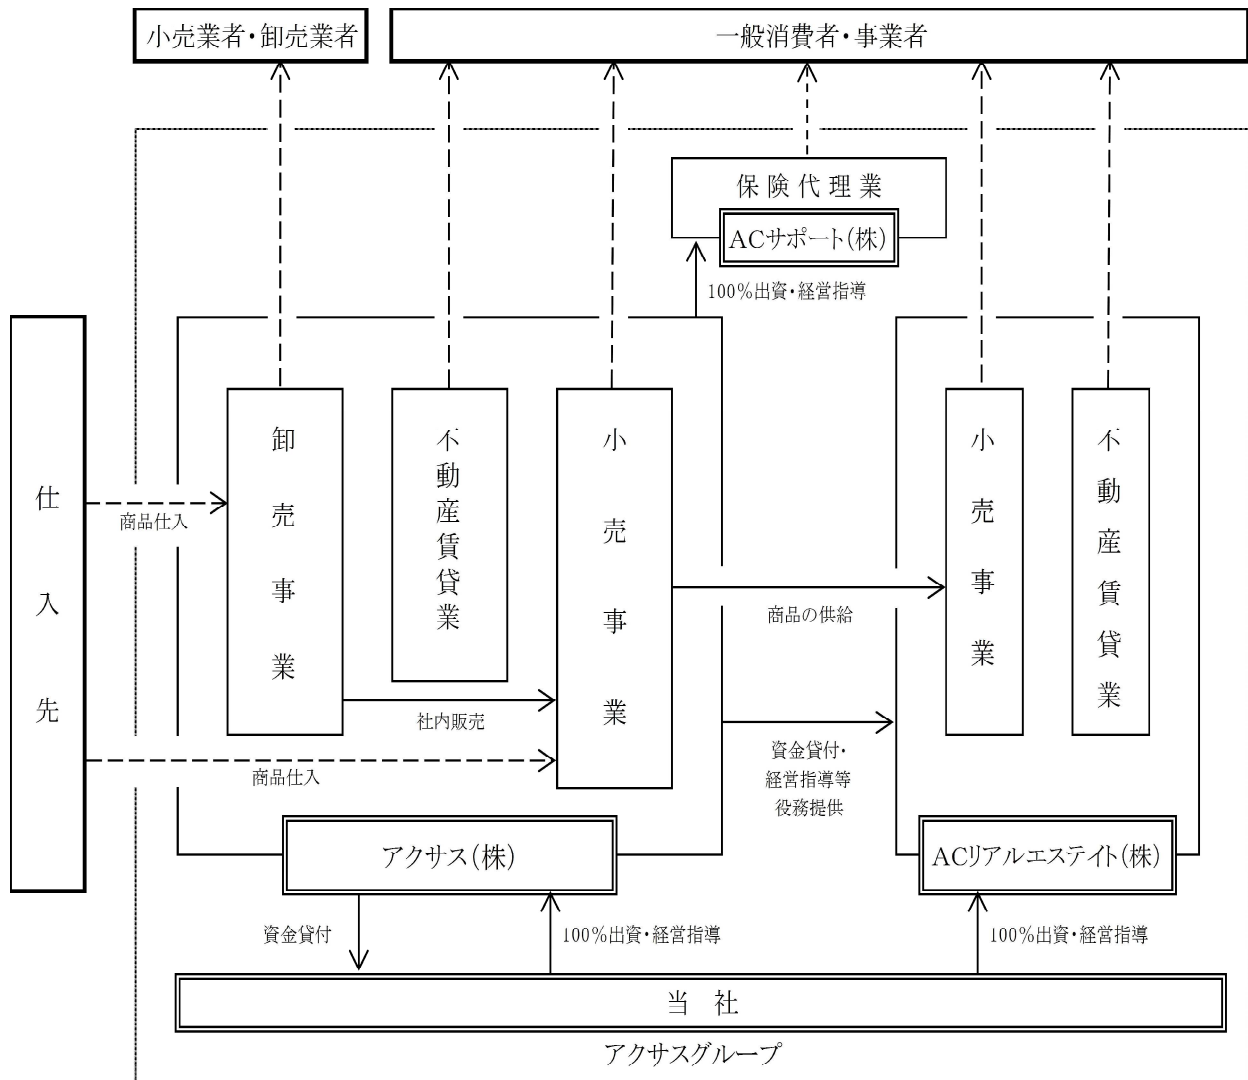 小売業者・卸売業者
一般消費者・事業者
保険代理業
ACサポート(株)
100％出資・経営指導
仕入先
商品仕入
卸売事業
不動産賃貸業
小売事業
小売事業
不動産賃貸業
商品の供給
社内販売
商品仕入
資金貸付・
経営指導等
役務提供
アクサス(株)
ACリアルエステイト(株)
資金貸付
100％出資・経営指導
100％出資・経営指導
当　社
アクサスグループ